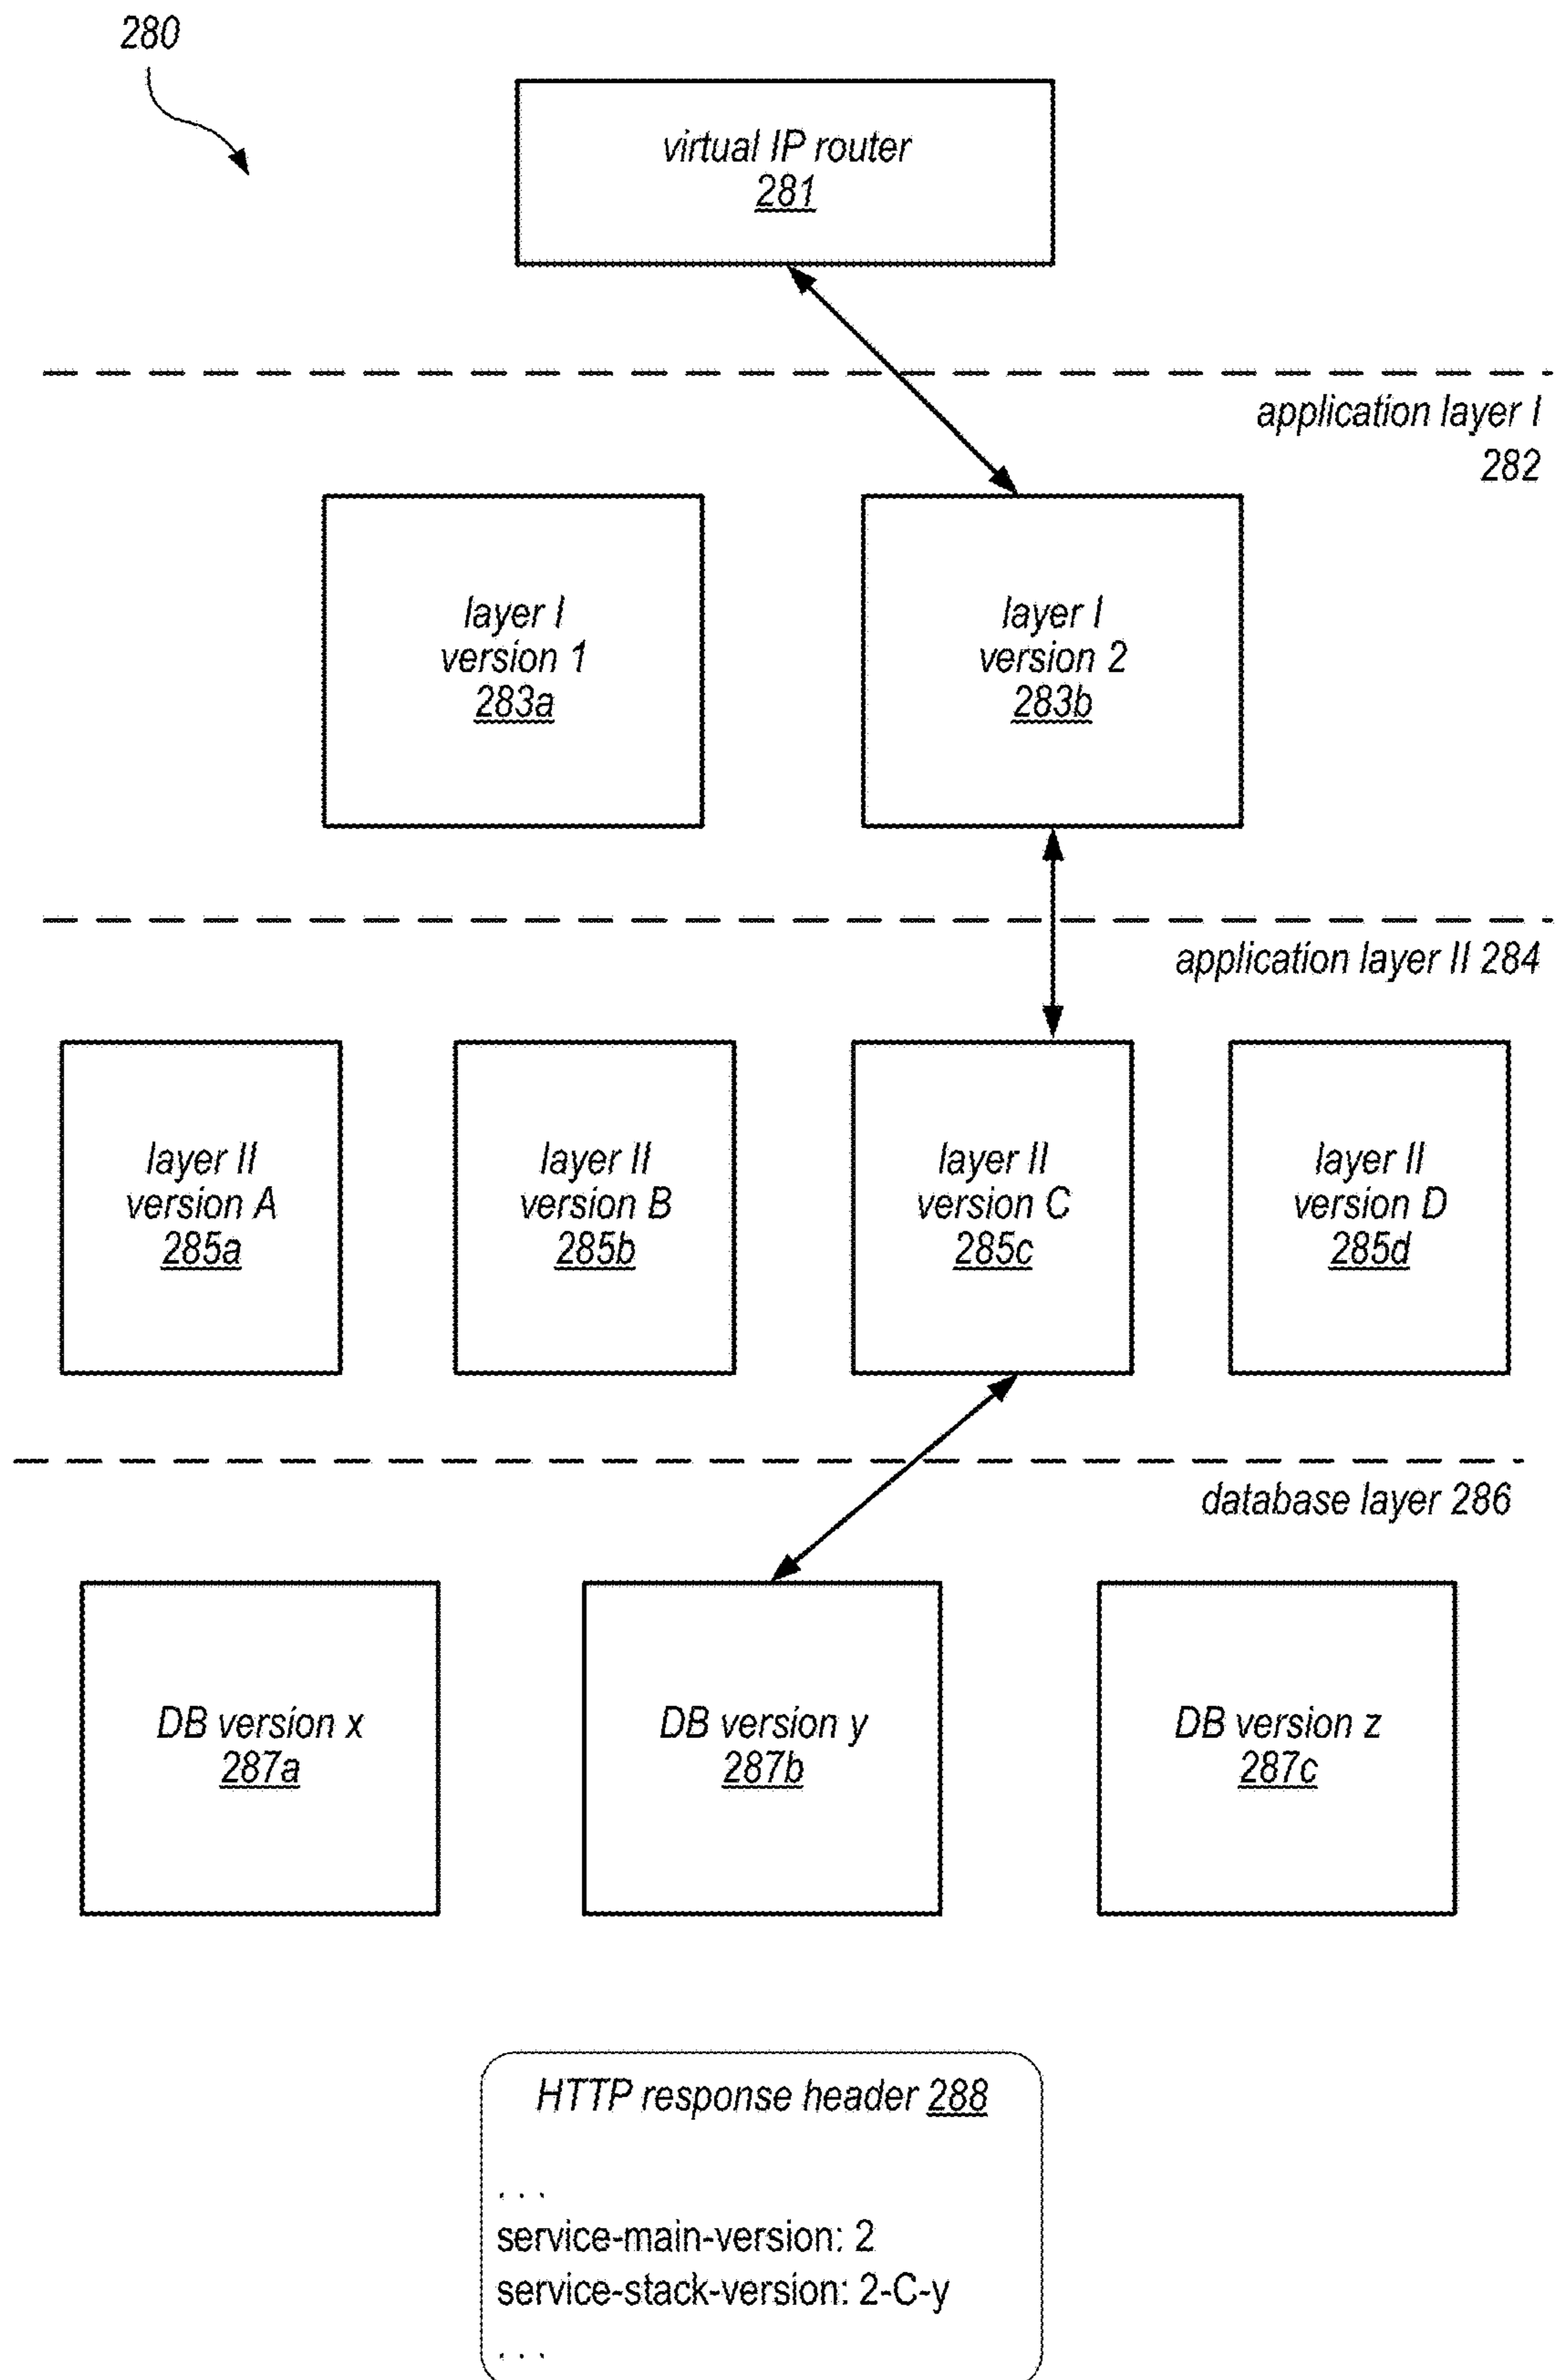 280
virtual IP router
281
application layer I
282
layer I
version 1
283a
layer I
version 2
283b
application layer II 284
layer II
version A
285a
layer II
version B
285b
layer II
version C
285c
layer II
version D
285d
database layer 286
DB version x
287a
DB version y
287b
DB version z
287c
HTTP response header 288
. . .
service-main-version: 2
service-stack-version: 2-C-y
. . .